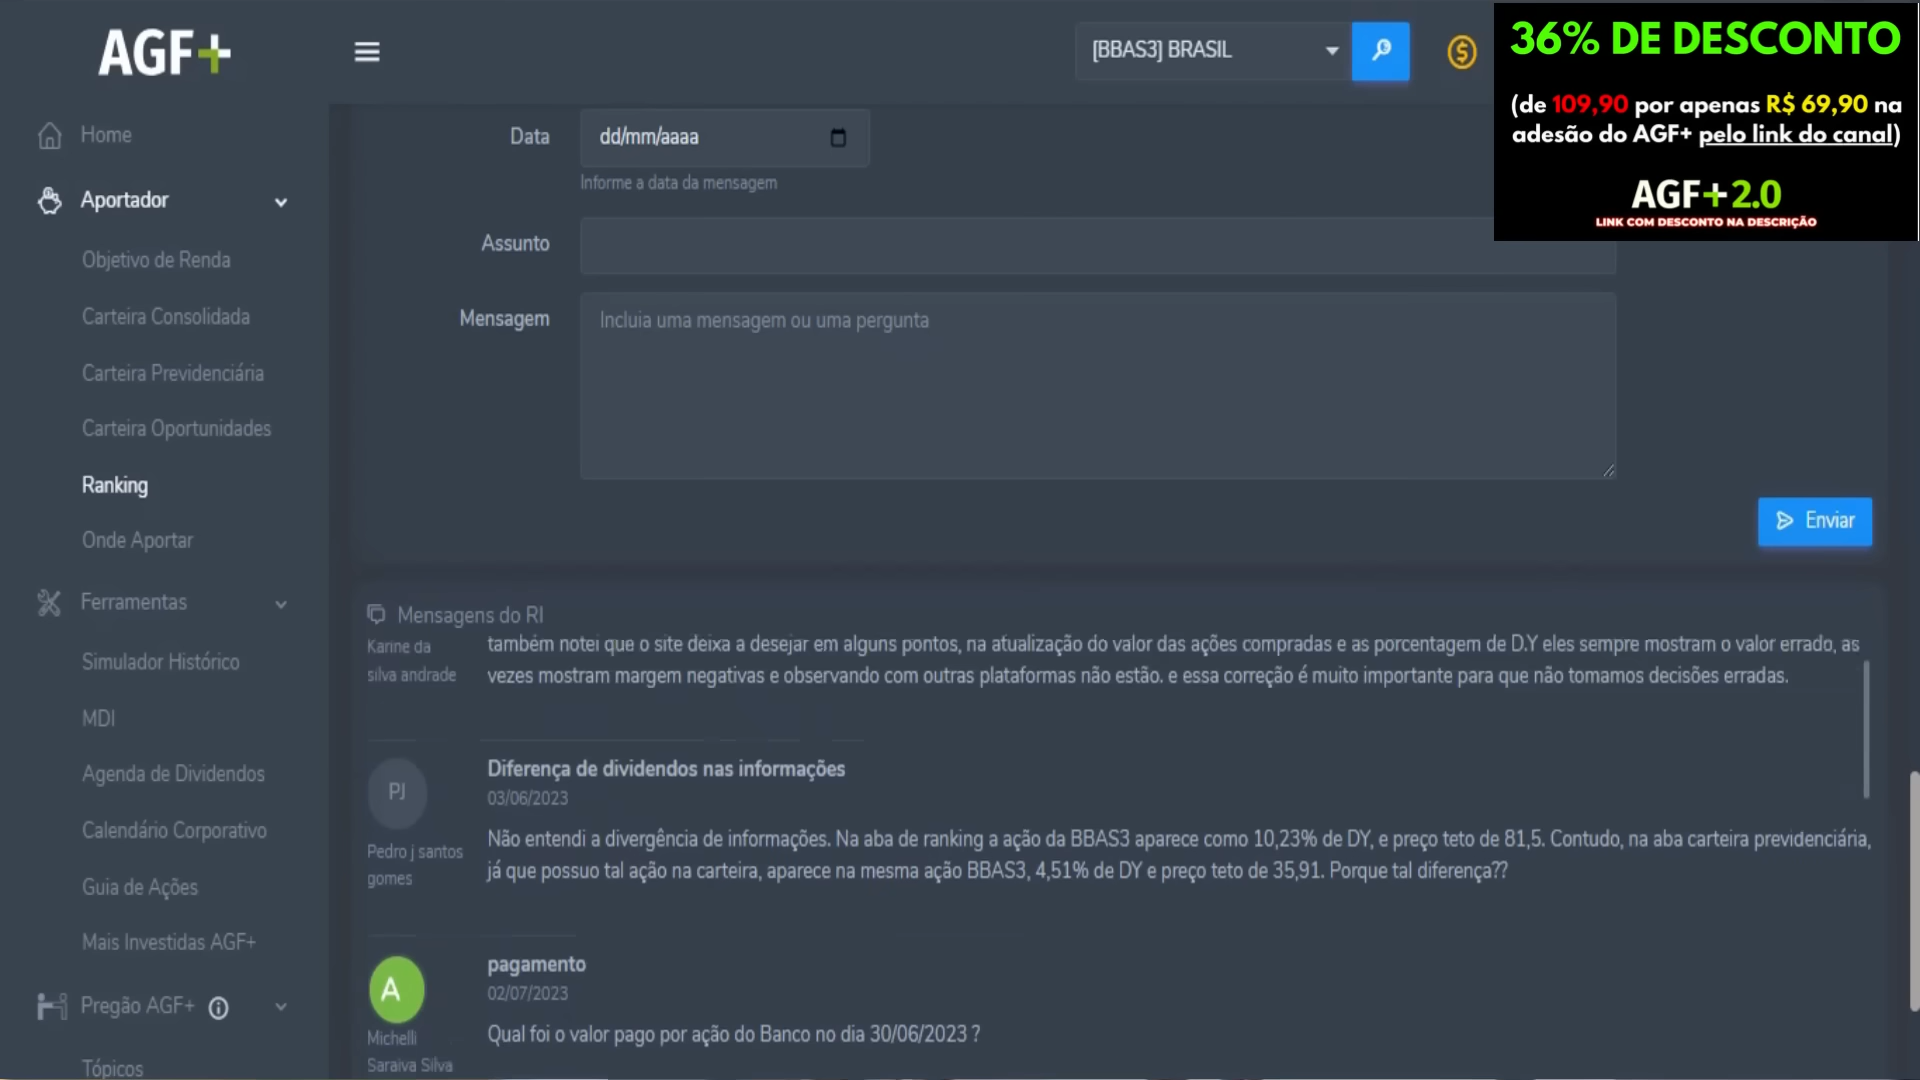 AGF+
[BBAS3] BRASIL
36% DE DESCONTO
(de 109,90 por apenas R$ 69,90 na
adesão do AGF+ pelo link do canal)
AGF+2.0
LINK COM DESCONTO NA DESCRIÇÃO
Home
Aportador
Objetivo de Renda
Carteira Consolidada
Carteira Previdenciária
Carteira Oportunidades
Ranking
Onde Aportar
Ferramentas
Simulador Histórico
MDI
Agenda de Dividendos
Calendário Corporativo
Guia de Ações
Mais Investidas AGF+
Pregão AGF+
Tópicos
Data
dd/mm/aaaa
Informe a data da mensagem
Assunto
Mensagem
Incluia uma mensagem ou uma pergunta
Enviar
Mensagens do RI
Karine da
silva andrade
também notei que o site deixa a desejar em alguns pontos, na atualização do valor das ações compradas e as porcentagem de D.Y eles sempre mostram o valor errado, as
vezes mostram margem negativas e observando com outras plataformas não estão. e essa correção é muito importante para que não tomamos decisões erradas.
PJ
Pedro j santos
gomes
Diferença de dividendos nas informações
03/06/2023
Não entendi a divergência de informações. Na aba de ranking a ação da BBAS3 aparece como 10,23% de DY, e preço teto de 81,5. Contudo, na aba carteira previdenciária,
já que possuo tal ação na carteira, aparece na mesma ação BBAS3, 4,51% de DY e preço teto de 35,91. Porque tal diferença??
A
Michelli
Saraiva Silva
pagamento
02/07/2023
Qual foi o valor pago por ação do Banco no dia 30/06/2023 ?